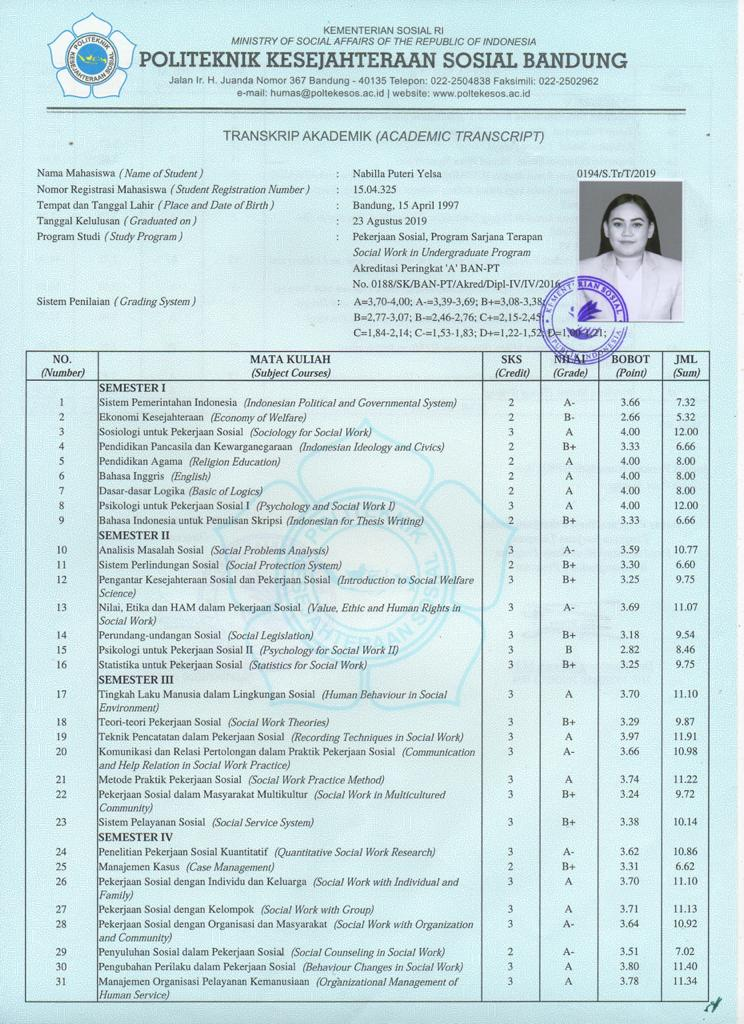 KEMENTERIAN SOSIAL RI
MINISTRY OF SOCIAL AFFAIRS OF THE REPUBLIC OF INDONESIA
POLITEKNIK KESEJAHTERAAN SOSIAL BANDUNG
Jalan Ir. H. Juanda Nomor 367 Bandung - 40135 Telepon: 022-2504838 Faksimili: 022-2502962
e-mail: humas@poltekesos.ac.id | website: www.poltekesos.ac.id
TRANSKRIP AKADEMIK (ACADEMIC TRANSCRIPT)
Nama Mahasiswa (Name of Student) : Nabilla Puteri Yelsa 0194/S.Tr/T/2019
Nomor Registrasi Mahasiswa (Student Registration Number) : 15.04.325
Tempat dan Tanggal Lahir (Place and Date of Birth) : Bandung, 15 April 1997
Tanggal Kelulusan (Graduated on) : 23 Agustus 2019
Program Studi (Study Program) : Pekerjaan Sosial, Program Sarjana Terapan
Social Work in Undergraduate Program
Akreditasi Peringkat 'A' BAN-PT
No. 0188/SK/BAN-PT/Akred/Dipl-IV/IV/2016
Sistem Penilaian (Grading System) : A=3,70-4,00; A-=3,39-3,69; B+=3,08-3,38;
B=2,77-3,07; B-=2,46-2,76; C+=2,15-2,45;
C=1,84-2,14; C-=1,53-1,83; D+=1,22-1,52; D=1,00-1,21;
NO. MATA KULIAH SKS NILAI BOBOT JML
(Number) (Subject Courses) (Credit) (Grade) (Point) (Sum)
SEMESTER I
1 Sistem Pemerintahan Indonesia (Indonesian Political and Governmental System) 2 A- 3.66 7.32
2 Ekonomi Kesejahteraan (Economy of Welfare) 2 B- 2.66 5.32
3 Sosiologi untuk Pekerjaan Sosial (Sociology for Social Work) 3 A 4.00 12.00
4 Pendidikan Pancasila dan Kewarganegaraan (Indonesian Ideology and Civics) 2 B+ 3.33 6.66
5 Pendidikan Agama (Religion Education) 2 A 4.00 8.00
6 Bahasa Inggris (English) 2 A 4.00 8.00
7 Dasar-dasar Logika (Basic of Logics) 2 A 4.00 8.00
8 Psikologi untuk Pekerjaan Sosial I (Psychology and Social Work I) 3 A 4.00 12.00
9 Bahasa Indonesia untuk Penulisan Skripsi (Indonesian for Thesis Writing) 2 B+ 3.33 6.66
SEMESTER II
10 Analisis Masalah Sosial (Social Problems Analysis) 3 A- 3.59 10.77
11 Sistem Perlindungan Sosial (Social Protection System) 2 B+ 3.30 6.60
12 Pengantar Kesejahteraan Sosial dan Pekerjaan Sosial (Introduction to Social Welfare 3 B+ 3.25 9.75
Science)
13 Nilai, Etika dan HAM dalam Pekerjaan Sosial (Value, Ethic and Human Rights in 3 A- 3.69 11.07
Social Work)
14 Perundang-undangan Sosial (Social Legislation) 3 B+ 3.18 9.54
15 Psikologi untuk Pekerjaan Sosial II (Psychology for Social Work II) 3 B 2.82 8.46
16 Statistika untuk Pekerjaan Sosial (Statistics for Social Work) 3 B+ 3.25 9.75
SEMESTER III
17 Tingkah Laku Manusia dalam Lingkungan Sosial (Human Behaviour in Social 3 A 3.70 11.10
Environment)
18 Teori-teori Pekerjaan Sosial (Social Work Theories) 3 B+ 3.29 9.87
19 Teknik Pencatatan dalam Pekerjaan Sosial (Recording Techniques in Social Work) 3 A 3.97 11.91
20 Komunikasi dan Relasi Pertolongan dalam Praktik Pekerjaan Sosial (Communication 3 A- 3.66 10.98
and Help Relation in Social Work Practice)
21 Metode Praktik Pekerjaan Sosial (Social Work Practice Method) 3 A 3.74 11.22
22 Pekerjaan Sosial dalam Masyarakat Multikultur (Social Work in Multicultured 3 B+ 3.24 9.72
Community)
23 Sistem Pelayanan Sosial (Social Service System) 3 B+ 3.38 10.14
SEMESTER IV
24 Penelitian Pekerjaan Sosial Kuantitatif (Quantitative Social Work Research) 3 A- 3.62 10.86
25 Manajemen Kasus (Case Management) 2 B+ 3.31 6.62
26 Pekerjaan Sosial dengan Individu dan Keluarga (Social Work with Individual and 3 A 3.70 11.10
Family)
27 Pekerjaan Sosial dengan Kelompok (Social Work with Group) 3 A 3.71 11.13
28 Pekerjaan Sosial dengan Organisasi dan Masyarakat (Social Work with Organization 3 A- 3.64 10.92
and Community)
29 Penyuluhan Sosial dalam Pekerjaan Sosial (Social Counseling in Social Work) 2 A- 3.51 7.02
30 Pengubahan Perilaku dalam Pekerjaan Sosial (Behaviour Changes in Social Work) 3 A 3.80 11.40
31 Manajemen Organisasi Pelayanan Kemanusiaan (Organizational Management of 3 A 3.78 11.34
Human Service)